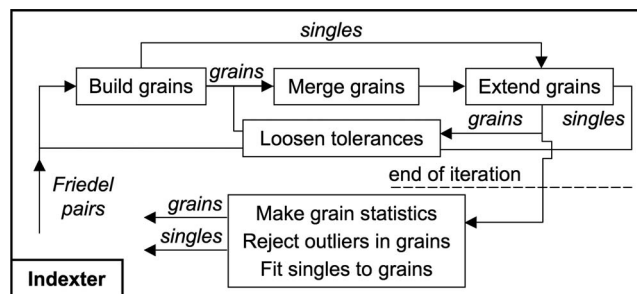 singles
Build grains
grains
Merge grains
Extend grains
grains
singles
Loosen tolerances
end of iteration
Friedel
pairs
grains
singles
Make grain statistics
Reject outliers in grains
Fit singles to grains
Indexter